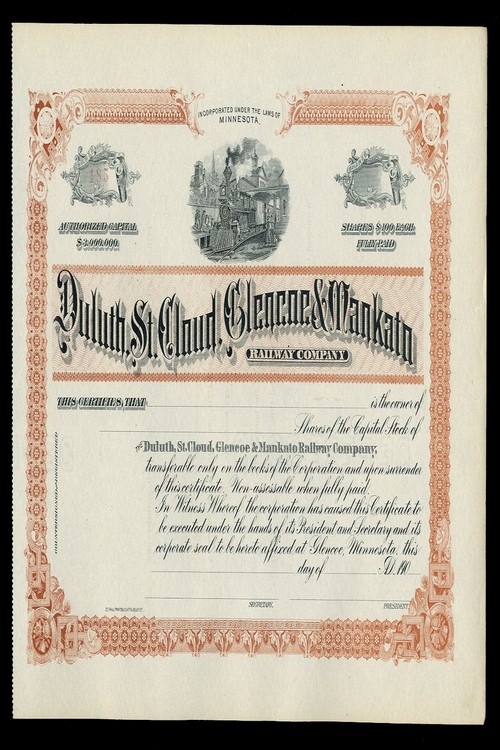 INCORPORATED UNDER THE LAWS OF
MINNESOTA.
185
AUTHORIZED CAPITAL
$3,000,000.
SHARES $100 EACH
FULLY PAID
Duluth, St. Cloud, Glencoe & Mankato
RAILWAY COMPANY
THIS CERTIFIES, THAT is the owner of
Shares of the Capital Stock of
the Duluth, St. Cloud, Glencoe & Mankato Railway Company,
transferable only on the books of the Corporation and upon surrender
of this certificate. Non-assessable when fully paid.
In Witness Whereof the corporation has caused this Certificate to
be executed under the hands of its President and Secretary and its
corporate seal to be hereto affixed at Glencoe, Minnesota, this
day of A.D. 190
SECRETARY. PRESIDENT.